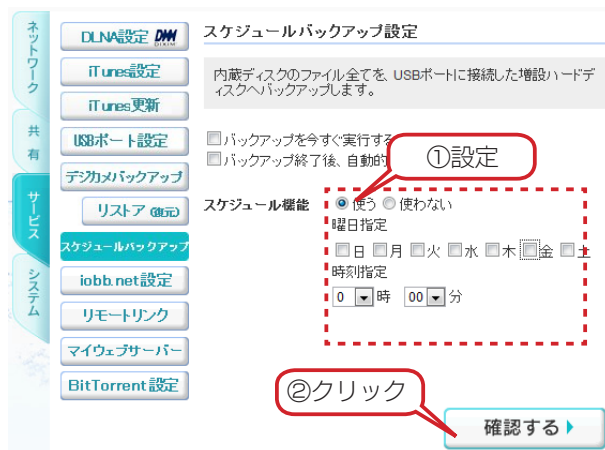 ネットワーク
共有
サービス
システム
DLNA設定 DiXiM
iTunes設定
iTunes更新
USBポート設定
デジカメバックアップ
リストア(復元)
スケジュールバックアップ
iobb.net設定
リモートリンク
マイウェブサーバー
BitTorrent設定
スケジュールバックアップ設定
内蔵ディスクのファイル全てを、USBポートに接続した増設ハードデ
ィスクへバックアップします。
バックアップを今すぐ実行する
バックアップ終了後、自動的
①設定
スケジュール機能 使う 使わない
曜日指定
日 月 火 水 木 金 土
時刻指定
0 時 00 分
②クリック
確認する